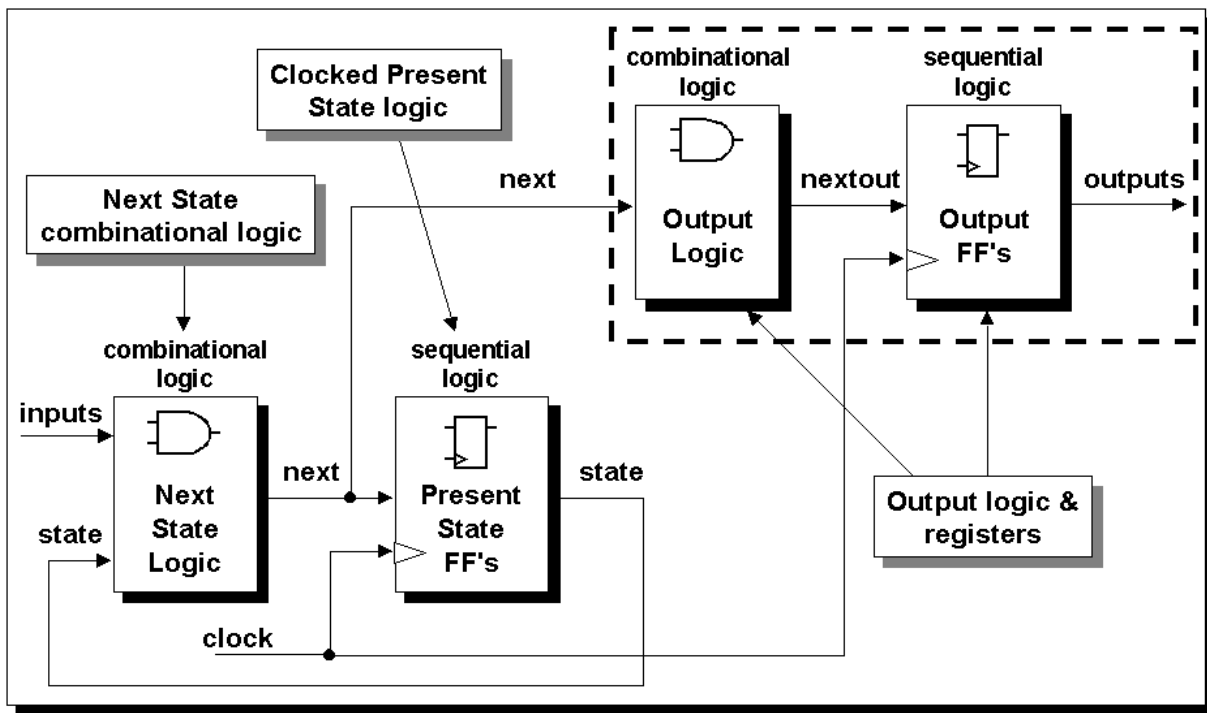 combinational
logic
sequential
logic
Clocked Present
State logic
next
nextout
outputs
Output
Logic
Output
FF's
Next State
combinational logic
combinational
logic
sequential
logic
inputs
next
state
Next
State
Logic
Present
State
FF's
state
Output logic &
registers
clock